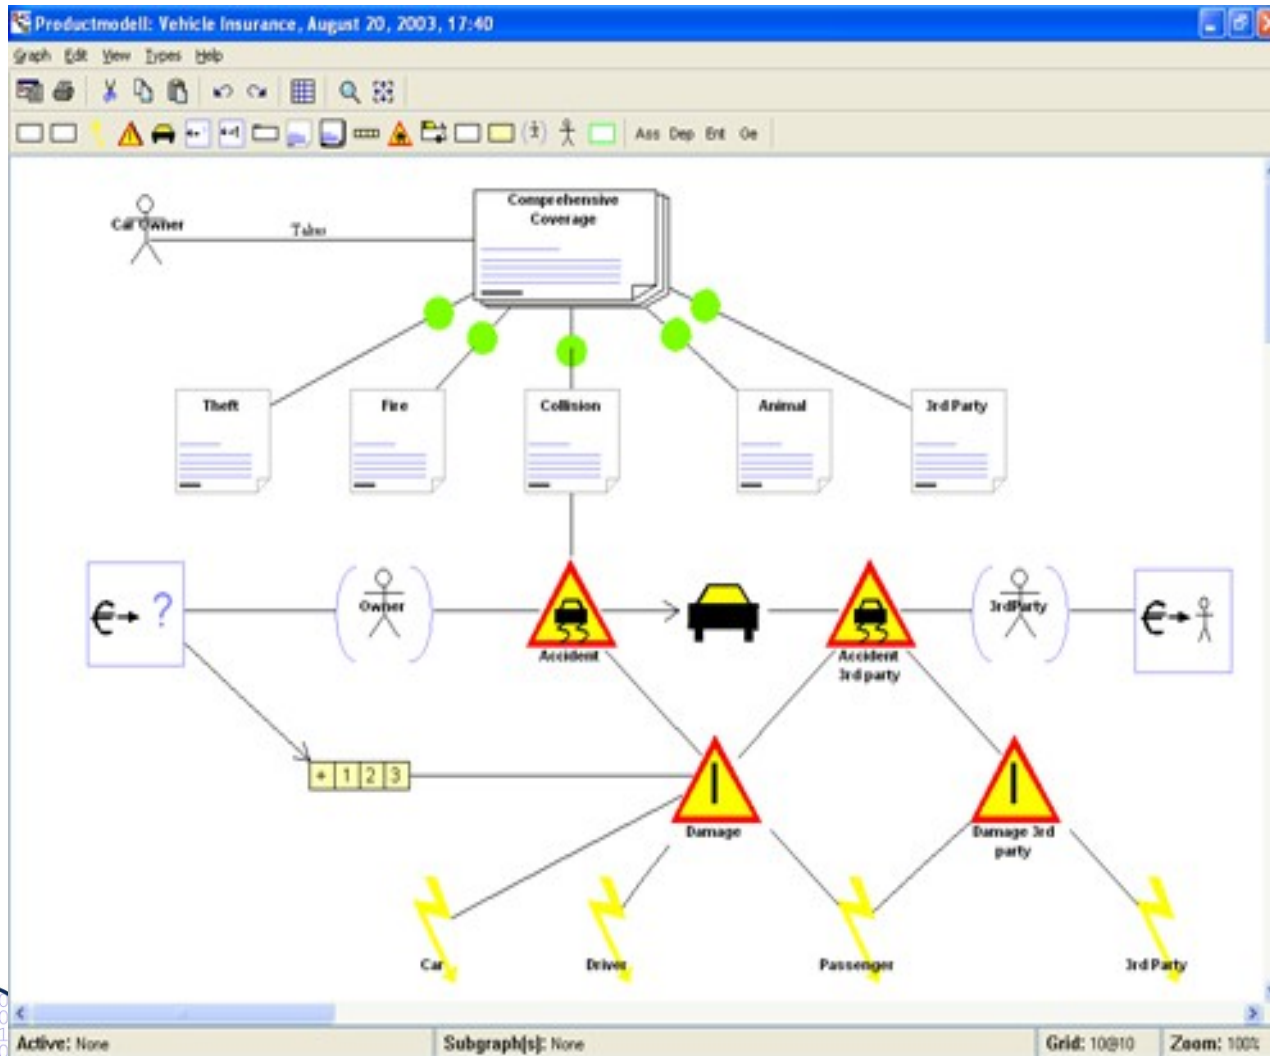 Productmodell: Vehicle Insurance, August 20, 2003, 17:40
Graph Edit View Types Help
Ass Dep Ent Ge
Comprehensive
Coverage
Car Owner
Takes
Theft Fire Collision Animal 3rd Party
€ ? Owner 3rdParty €
Accident Accident
3rd party
+ 1 2 3
Damage Damage 3rd
party
Car Driver Passenger 3rd Party
Active: None Subgraph[s]: None Grid: 10@10 Zoom: 100%